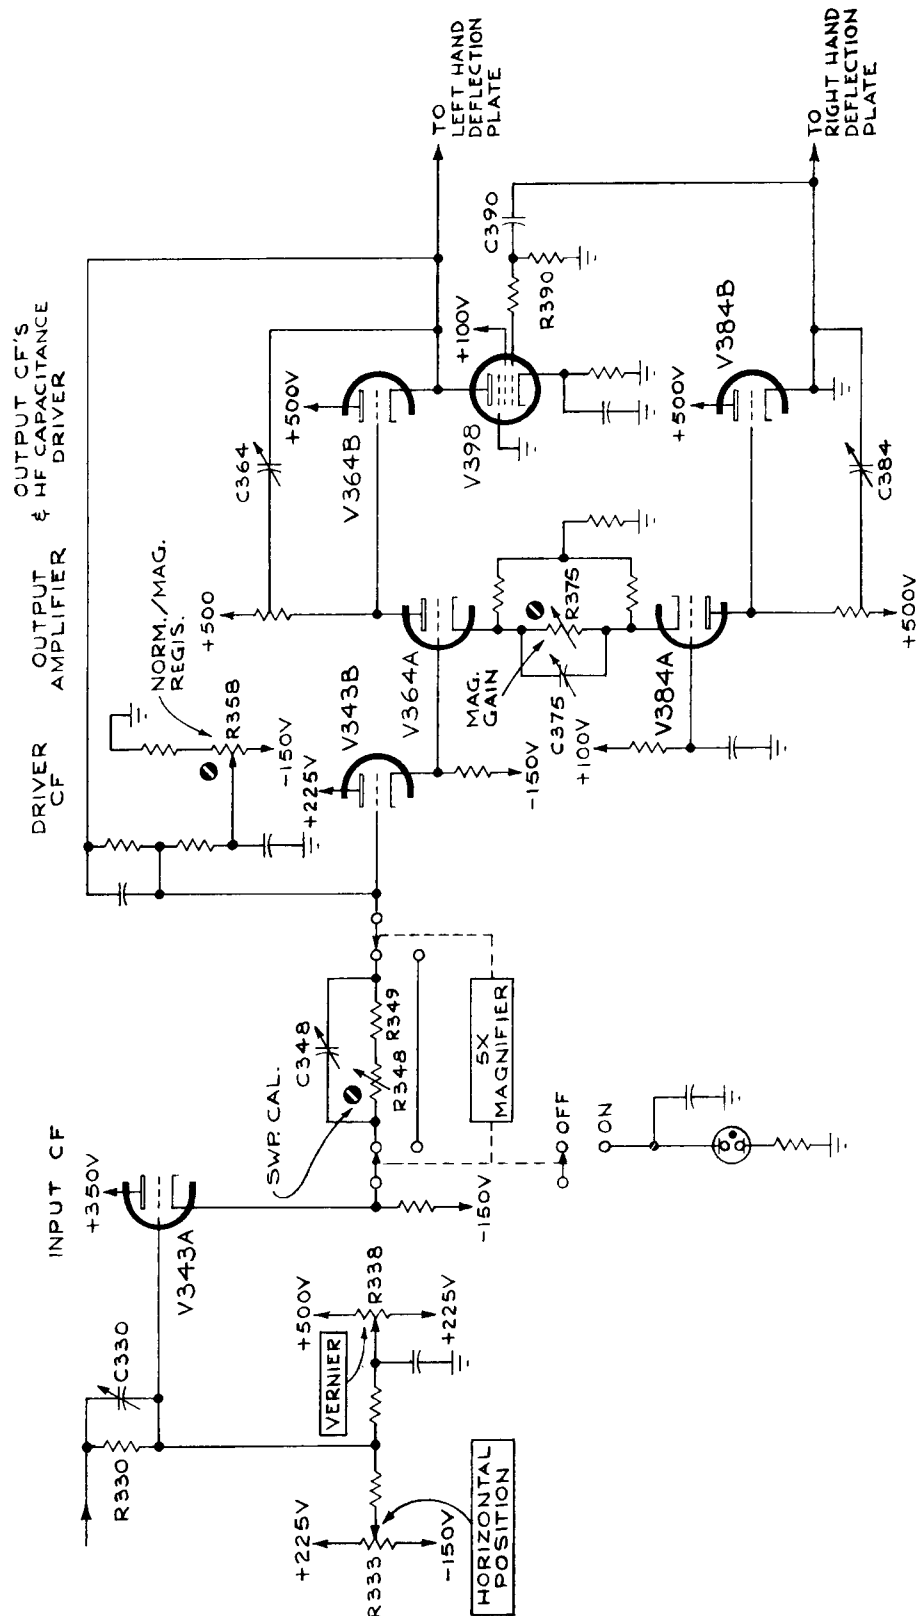 INPUT CF
DRIVER
CF
OUTPUT
AMPLIFIER
OUTPUT CF'S
& HF CAPACITANCE
DRIVER
R330
C330
+350V
V343A
+225V
R333
-150V
HORIZONTAL
POSITION
VERNIER
+500V
R338
+225V
-150V
SWP. CAL.
C348
R348
R349
5X
MAGNIFIER
OFF
ON
NORM./MAG.
REGIS.
R358
-150V
+225V
V343B
-150V
+500
V364A
MAG.
GAIN
C375
R375
+100V
V384A
+500V
C364
+500V
V364B
+100V
V398
R390
C390
+500V
V384B
C384
TO
LEFT HAND
DEFLECTION
PLATE
TO
RIGHT HAND
DEFLECTION
PLATE